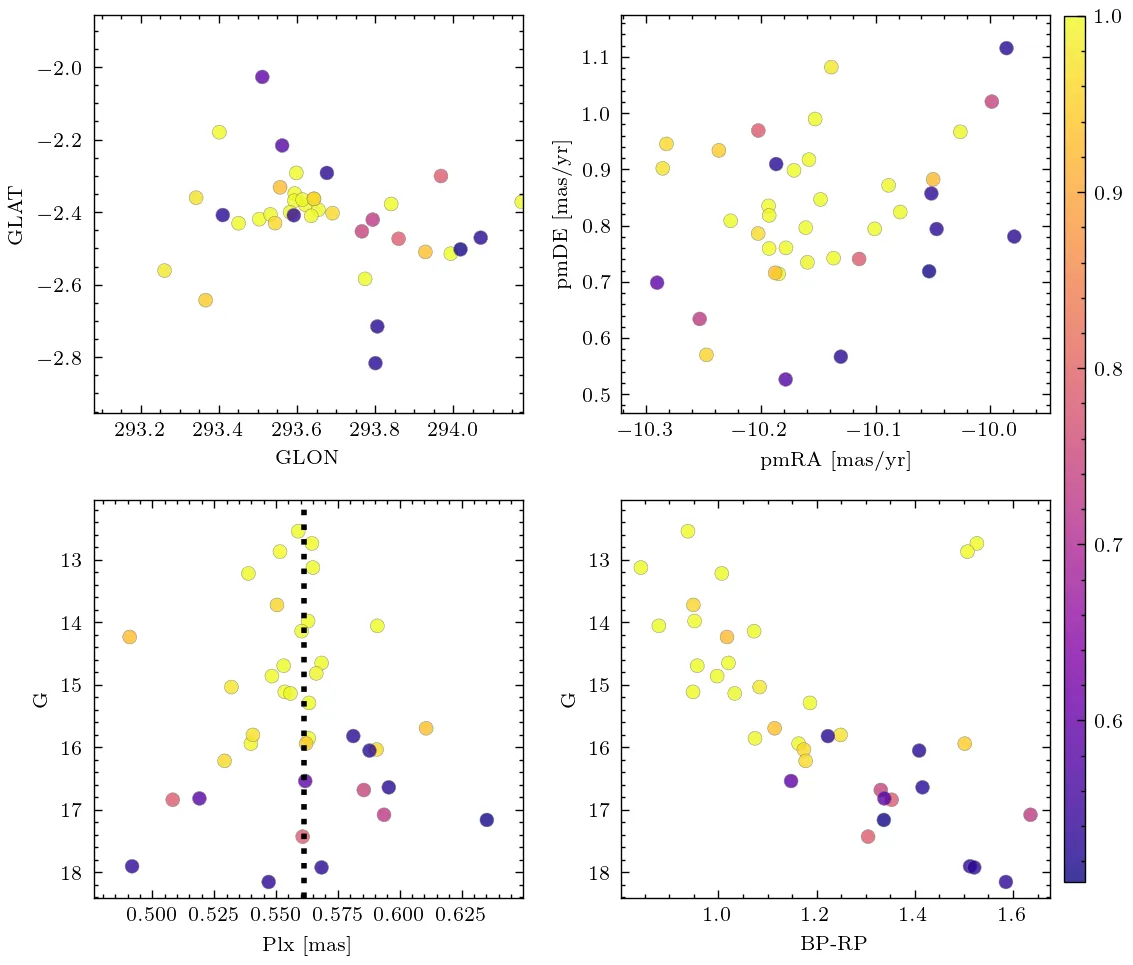 −2.0
−2.2
−2.4
−2.6
−2.8
GLAT
293.2 293.4 293.6 293.8 294.0
GLON
1.1
1.0
0.9
0.8
0.7
0.6
0.5
pmDE [mas/yr]
−10.3 −10.2 −10.1 −10.0
pmRA [mas/yr]
1.0
0.9
0.8
0.7
0.6
13
14
15
16
17
18
G
0.500 0.525 0.550 0.575 0.600 0.625
Plx [mas]
13
14
15
16
17
18
G
1.0 1.2 1.4 1.6
BP-RP